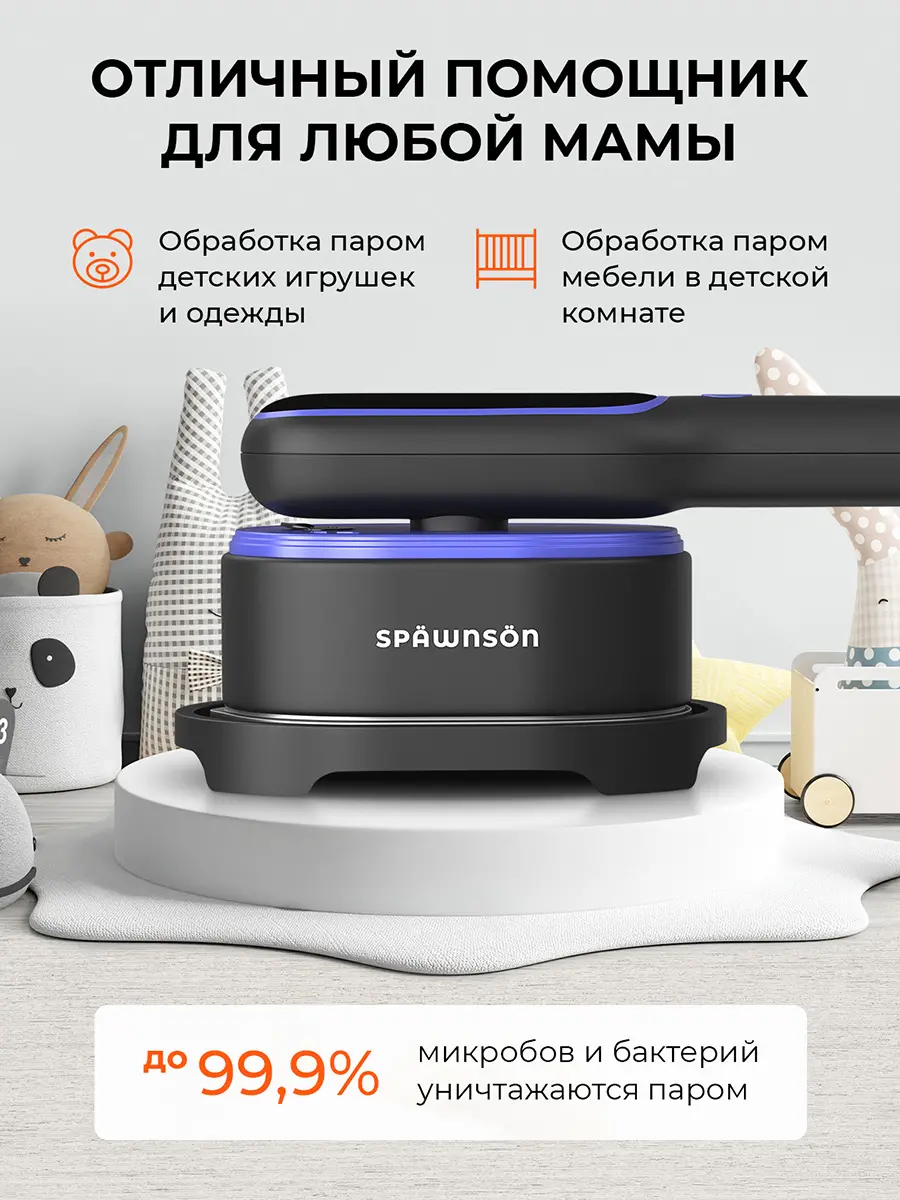 ОТЛИЧНЫЙ ПОМОЩНИК
ДЛЯ ЛЮБОЙ МАМЫ
Обработка паром
детских игрушек
и одежды
Обработка паром
мебели в детской
комнате
SPÄWNSÖN
3
до 99,9%
микробов и бактерий
уничтажаются паром